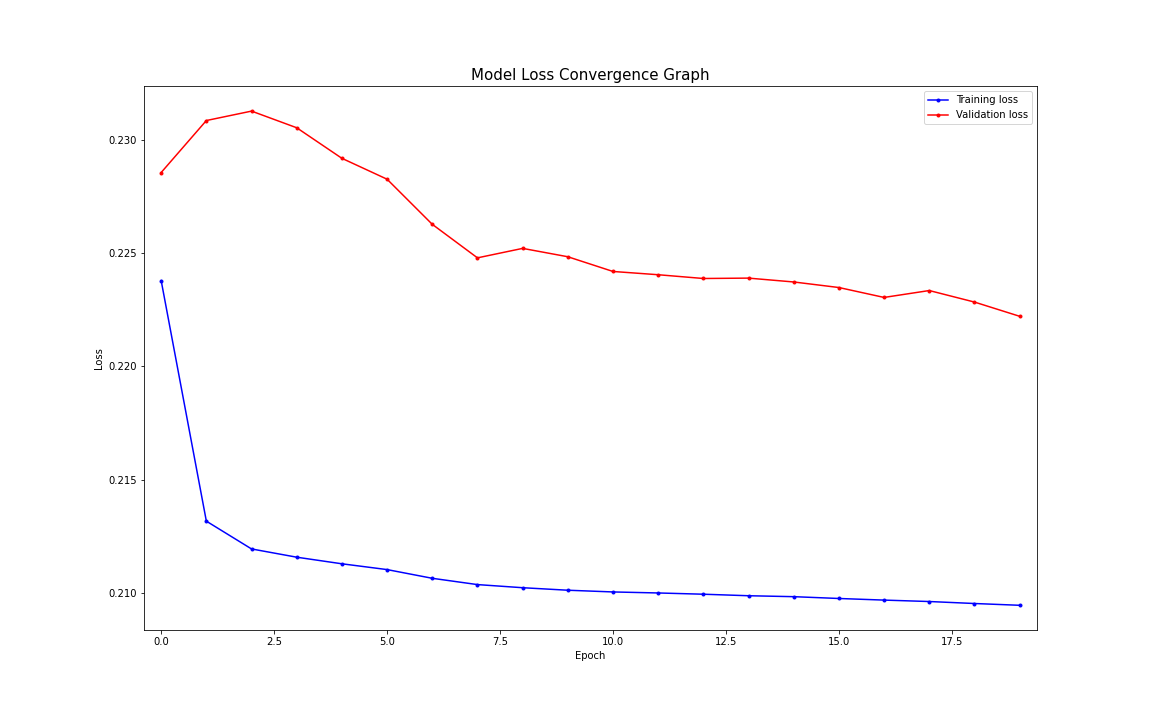 Model Loss Convergence Graph
Training loss
Validation loss
0.230
0.225
0.220
0.215
0.210
Loss
0.0 2.5 5.0 7.5 10.0 12.5 15.0 17.5
Epoch